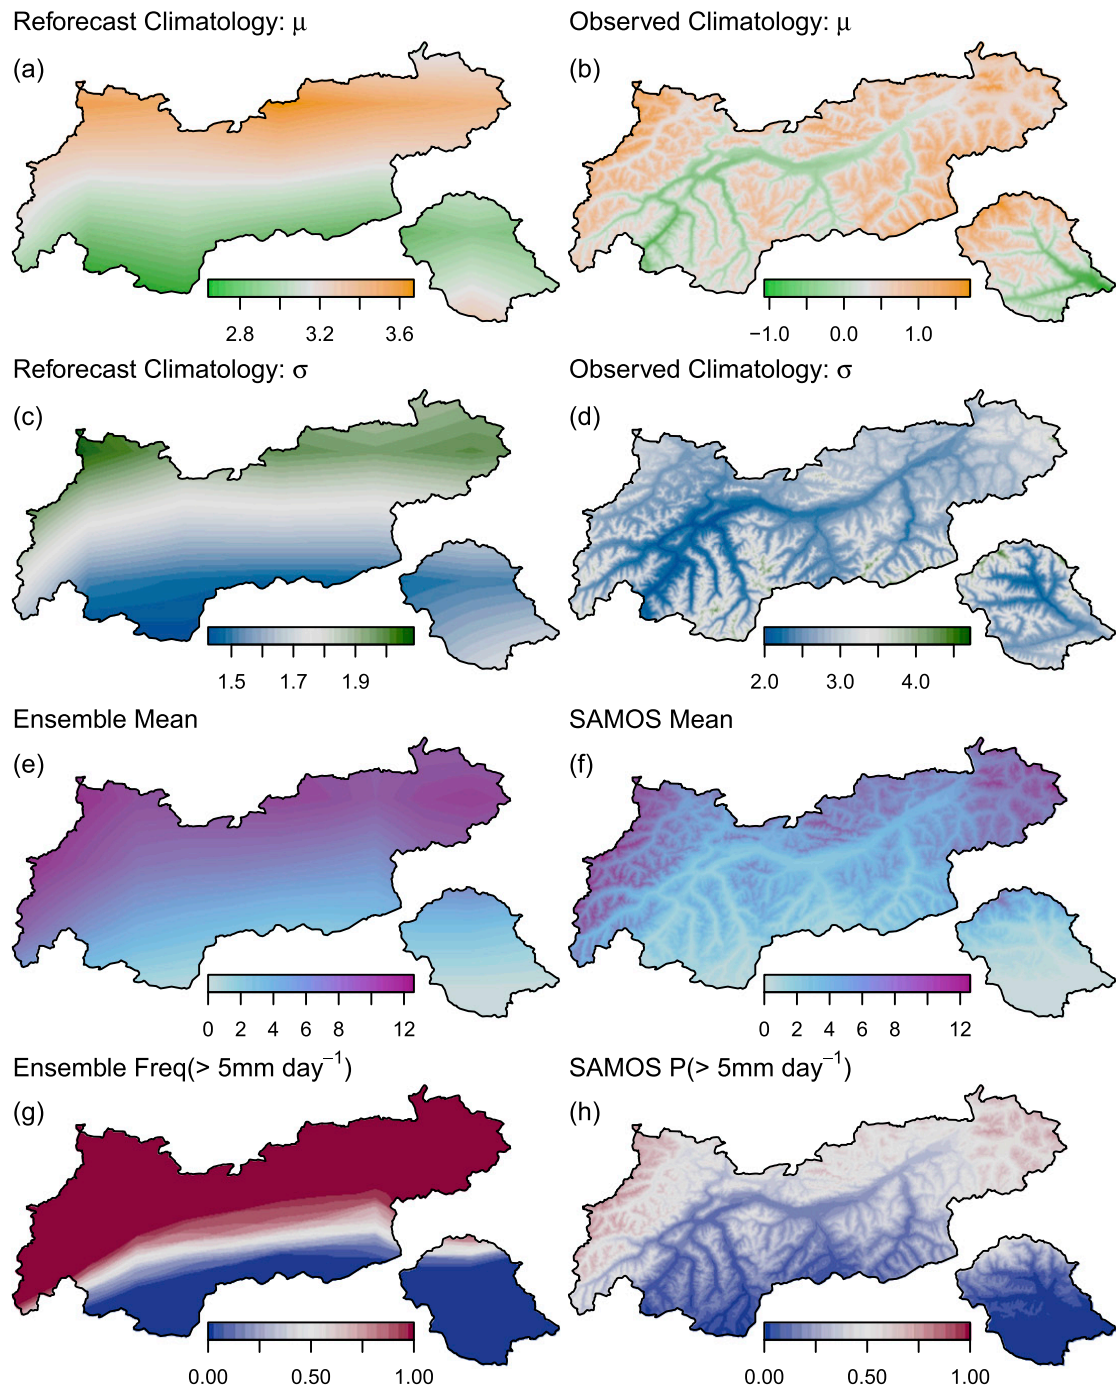 Reforecast Climatology: μ
Observed Climatology: μ
(a)
(b)
2.8 3.2 3.6
−1.0 0.0 1.0
Reforecast Climatology: σ
Observed Climatology: σ
(c)
(d)
1.5 1.7 1.9
2.0 3.0 4.0
Ensemble Mean
SAMOS Mean
(e)
(f)
0 2 4 6 8 12
0 2 4 6 8 12
Ensemble Freq(> 5mm day⁻¹)
SAMOS P(> 5mm day⁻¹)
(g)
(h)
0.00 0.50 1.00
0.00 0.50 1.00